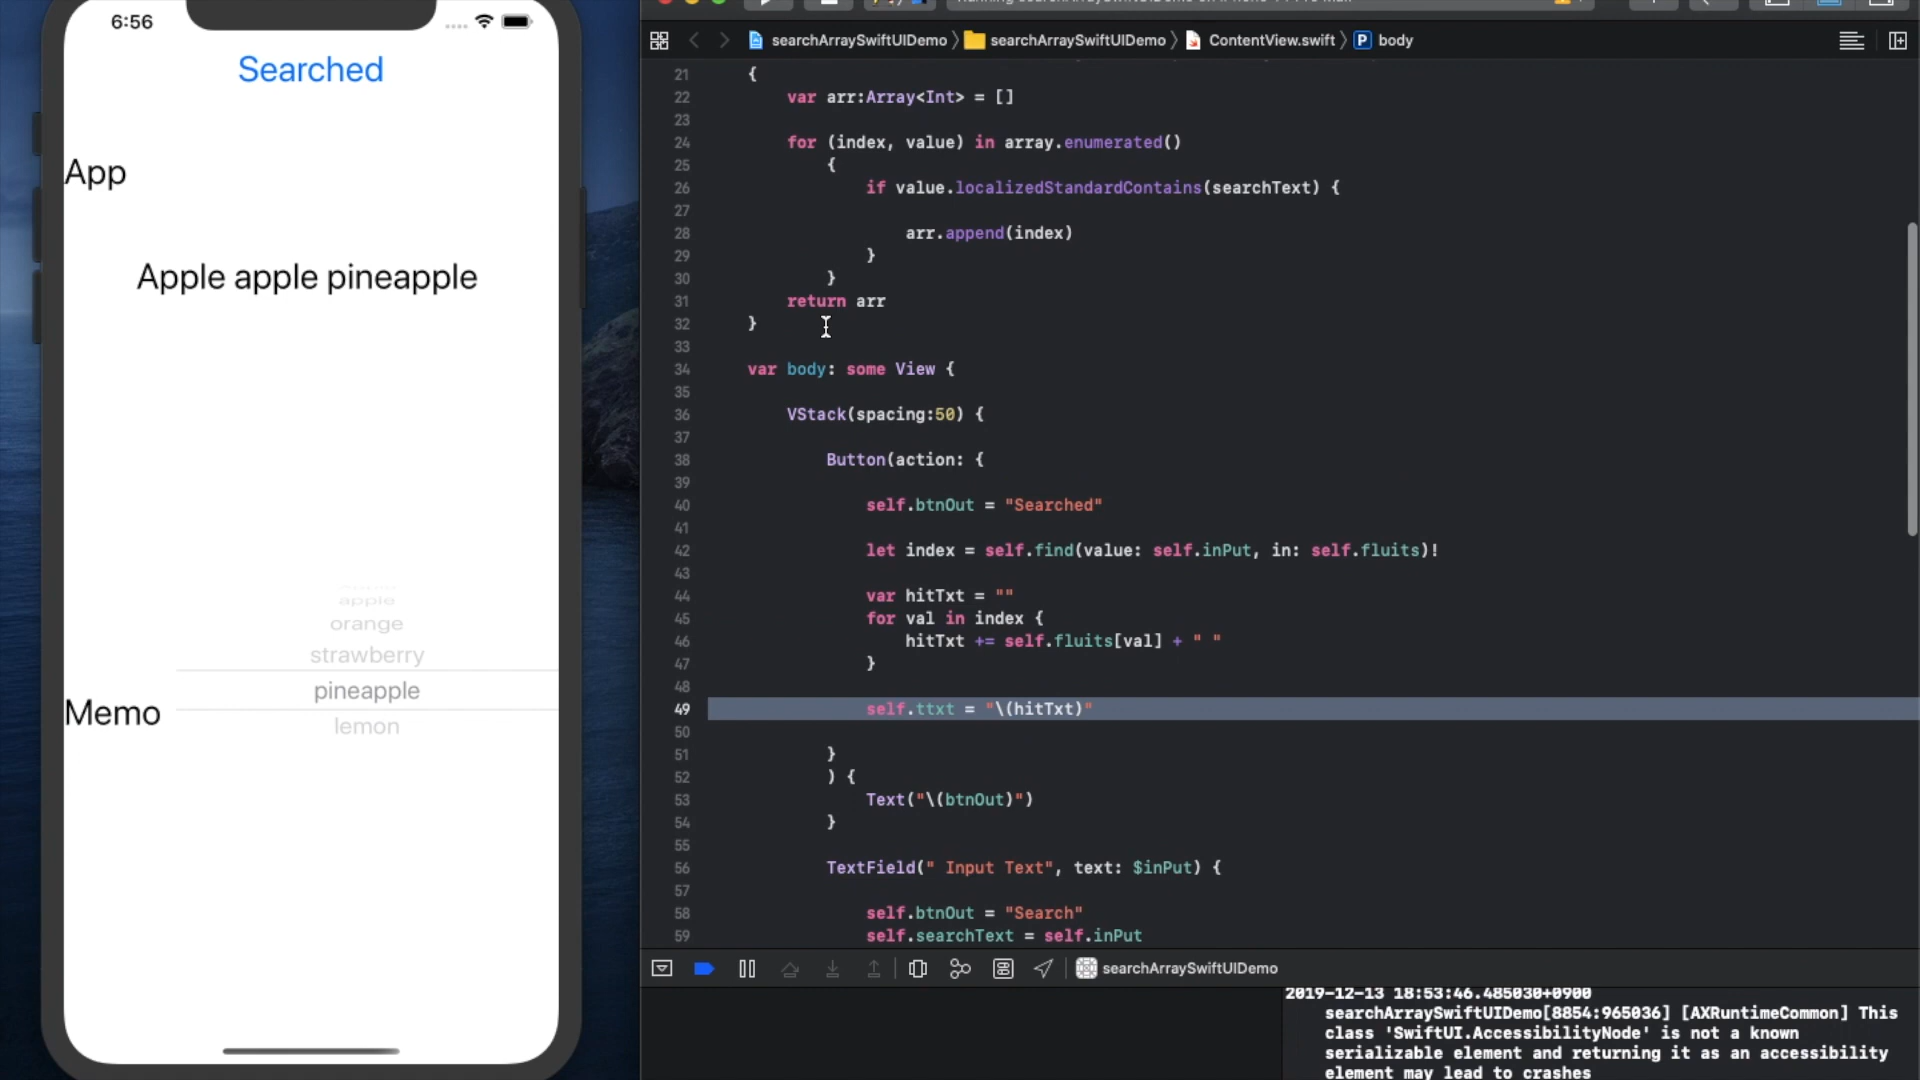 6:56
Searched
App
Apple apple pineapple
apple
orange
strawberry
pineapple
Memo
lemon
searchArraySwiftUIDemo 〉 searchArraySwiftUIDemo 〉 ContentView.swift 〉 P body
21 {
22 var arr:Array<Int> = []
23
24 for (index, value) in array.enumerated()
25 {
26 if value.localizedStandardContains(searchText) {
27
28 arr.append(index)
29 }
30 }
31 return arr
32 }
33
34 var body: some View {
35
36 VStack(spacing:50) {
37
38 Button(action: {
39
40 self.btnOut = "Searched"
41
42 let index = self.find(value: self.inPut, in: self.fluits)!
43
44 var hitTxt = ""
45 for val in index {
46 hitTxt += self.fluits[val] + " "
47 }
48
49 self.ttxt = "\(hitTxt)"
50
51 }
52 ) {
53 Text("\(btnOut)")
54 }
55
56 TextField(" Input Text", text: $inPut) {
57
58 self.btnOut = "Search"
59 self.searchText = self.inPut
searchArraySwiftUIDemo
2019-12-13 18:53:46.485030+0900
searchArraySwiftUIDemo[8854:965036] [AXRuntimeCommon] This
class 'SwiftUI.AccessibilityNode' is not a known
serializable element and returning it as an accessibility
element may lead to crashes